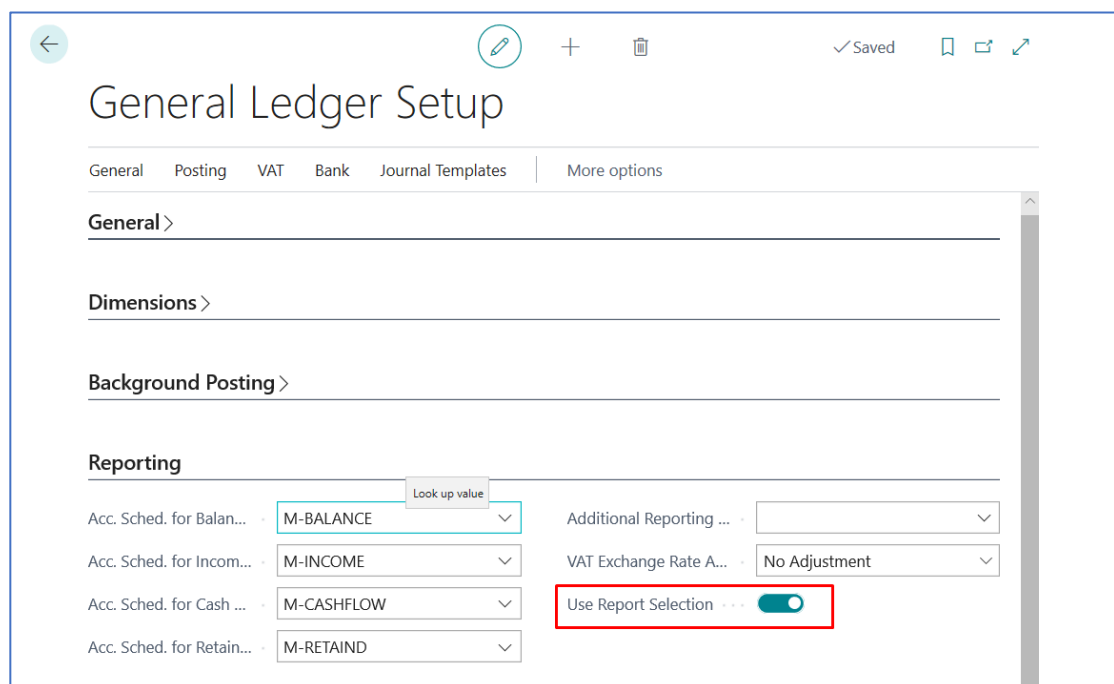 Saved
General Ledger Setup
General Posting VAT Bank Journal Templates More options
General
Dimensions
Background Posting
Reporting
Look up value
Acc. Sched. for Balan... M-BALANCE Additional Reporting ...
Acc. Sched. for Incom... M-INCOME VAT Exchange Rate A... No Adjustment
Acc. Sched. for Cash ... M-CASHFLOW Use Report Selection
Acc. Sched. for Retain... M-RETAIND